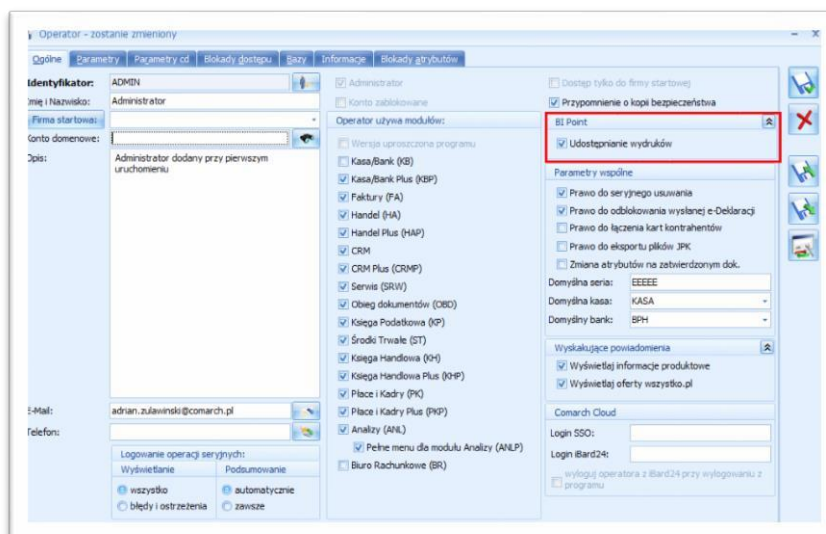 Operator - zostanie zmieniony
Ogólne Parametry Parametry cd Blokady dostępu Bazy Informacje Blokady atrybutów
Identyfikator: ADMIN
Imię i Nazwisko: Administrator
Firma startowa:
Konto domenowe:
Opis: Administrator dodany przy pierwszym
uruchomieniu
E-Mail: adrian.zulawinski@comarch.pl
Telefon:
Logowanie operacji seryjnych:
Wyświetlanie Podsumowanie
wszystko automatycznie
błędy i ostrzeżenia zawsze
Administrator
Konto zablokowane
Operator używa modułów:
Wersja uproszczona programu
Kasa/Bank (KB)
Kasa/Bank Plus (KBP)
Faktury (FA)
Handel (HA)
Handel Plus (HAP)
CRM
CRM Plus (CRMP)
Serwis (SRW)
Obieg dokumentów (OBD)
Księga Podatkowa (KP)
Środki Trwałe (ST)
Księga Handlowa (KH)
Księga Handlowa Plus (KHP)
Płace i Kadry (PK)
Płace i Kadry Plus (PKP)
Analizy (ANL)
Pełne menu dla modułu Analizy (ANLP)
Biuro Rachunkowe (BR)
Dostęp tylko do firmy startowej
Przypomnienie o kopii bezpieczeństwa
BI Point
Udostępnianie wydruków
Parametry wspólne
Prawo do seryjnego usuwania
Prawo do odblokowania wysłanej e-Deklaracji
Prawo do łączenia kart kontrahentów
Prawo do eksportu plików JPK
Zmiana atrybutów na zatwierdzonym dok.
Domyślna seria: EEEEE
Domyślna kasa: KASA
Domyślny bank: BPH
Wyskakujące powiadomienia
Wyświetlaj informacje produktowe
Wyświetlaj oferty wszystko.pl
Comarch Cloud
Login SSO:
Login iBard24:
wyloguj operatora z iBard24 przy wylogowaniu z
programu